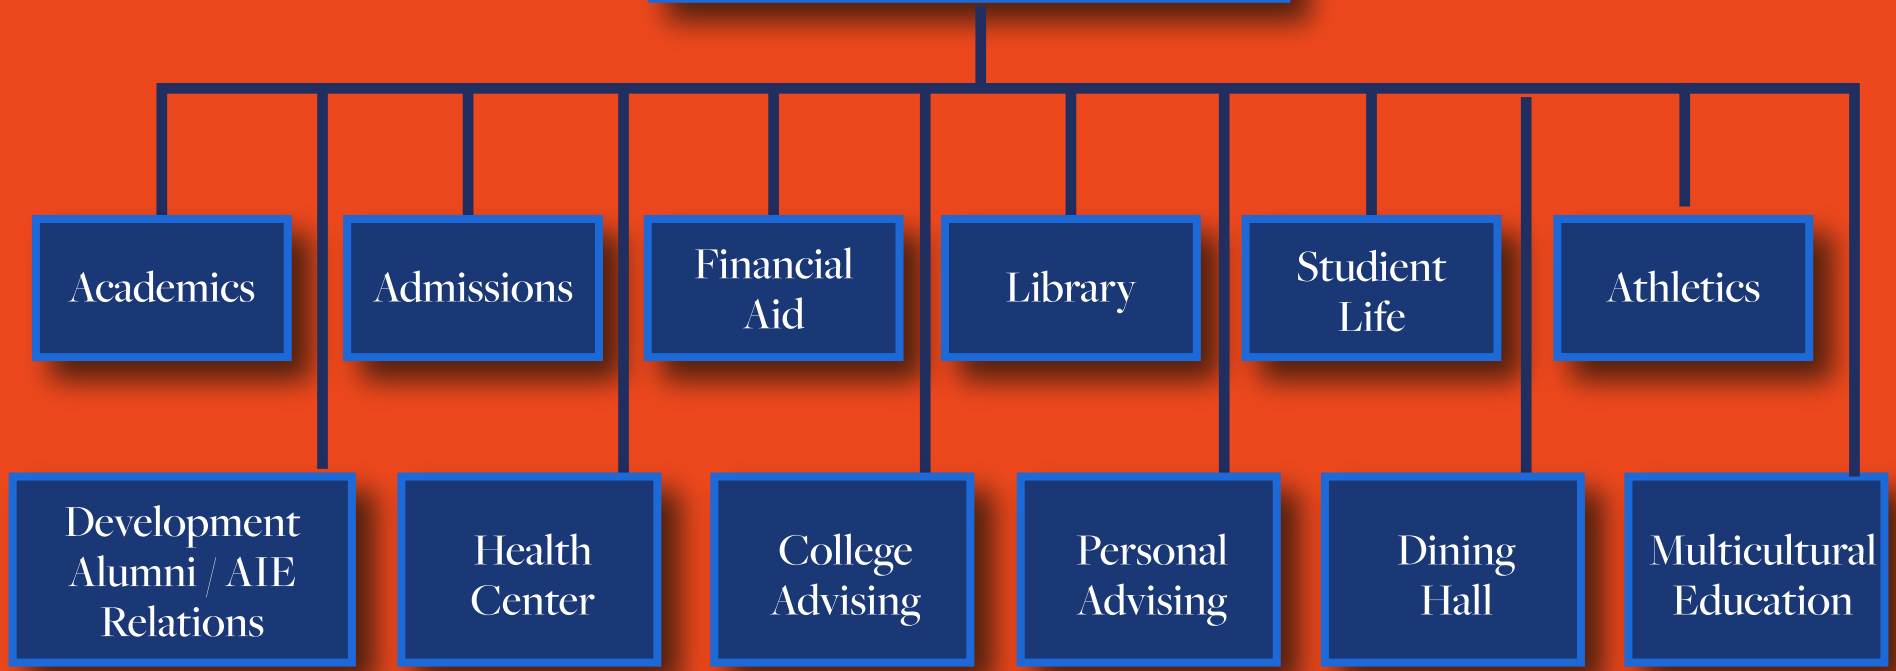 Academics
Admissions
Financial
Aid
Library
Studient
Life
Athletics
Development
Alumni / AIE
Relations
Health
Center
College
Advising
Personal
Advising
Dining
Hall
Multicultural
Education